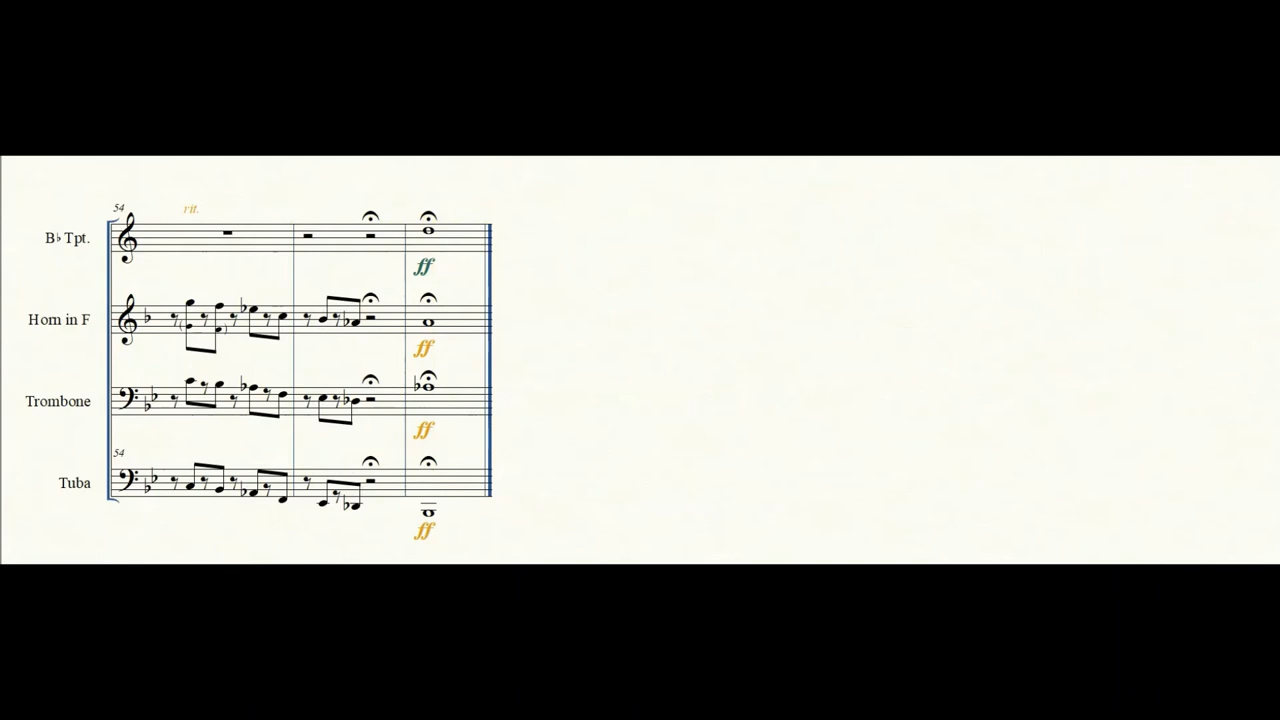 54
rit.
B♭ Tpt.
ff
Horn in F
ff
Trombone
ff
54
Tuba
ff